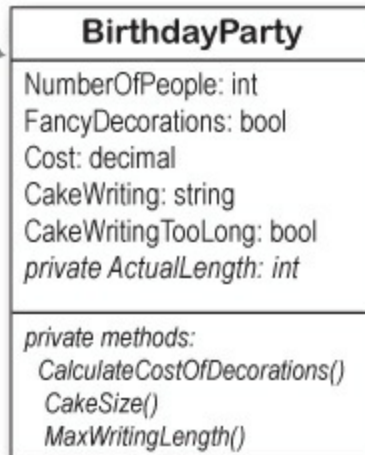 BirthdayParty
NumberOfPeople: int
FancyDecorations: bool
Cost: decimal
CakeWriting: string
CakeWritingTooLong: bool
private ActualLength: int
private methods:
CalculateCostOfDecorations()
CakeSize()
MaxWritingLength()